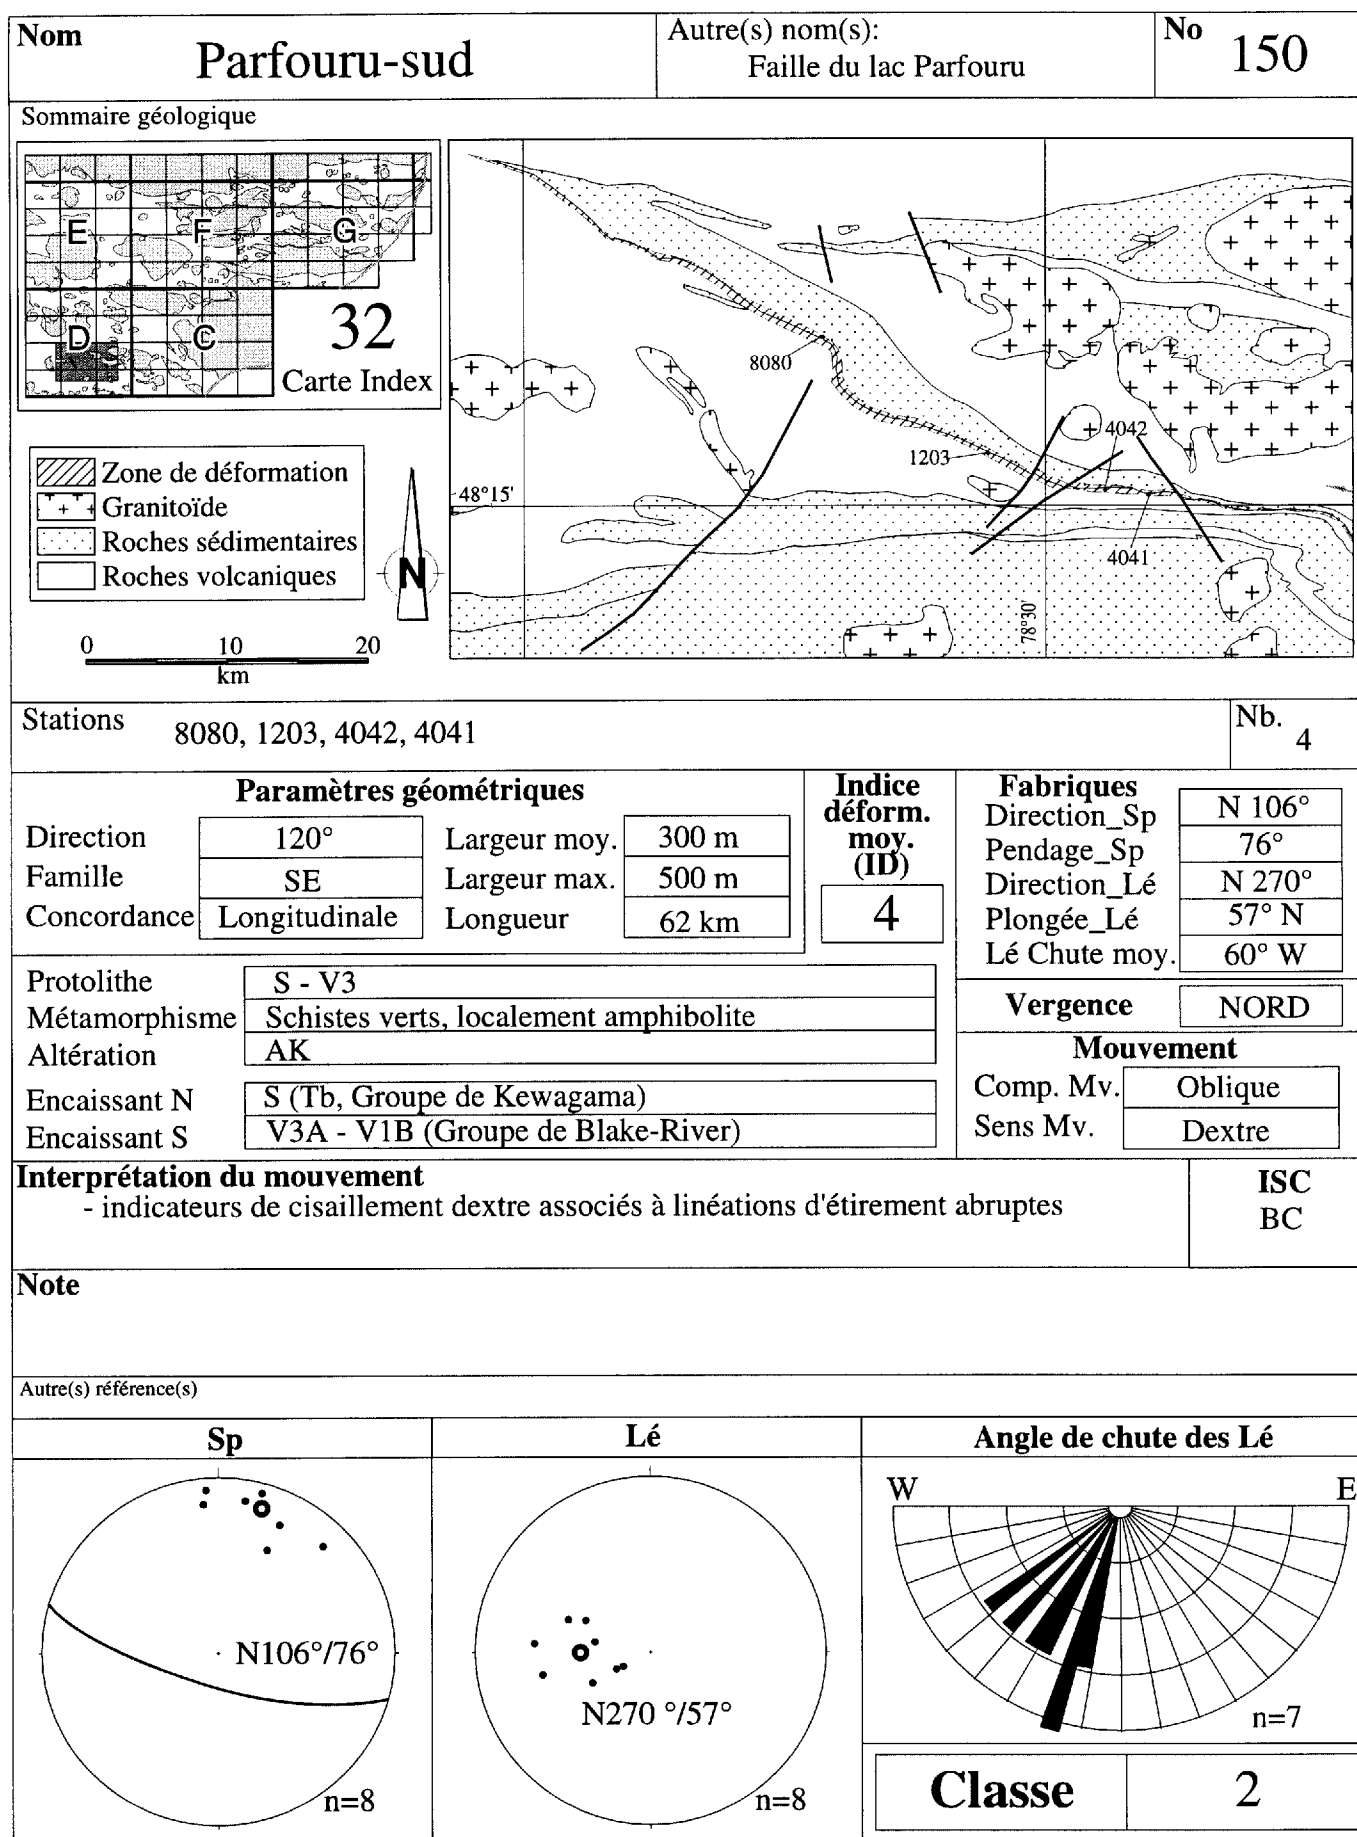 Nom
Parfouru-sud
Autre(s) nom(s):
Faille du lac Parfouru
No
150
Sommaire géologique
E
F
G
D
C
32
Carte Index
Zone de déformation
Granitoïde
Roches sédimentaires
Roches volcaniques
N
0
10
20
km
8080
1203
4042
4041
48°15'
78°30'
Stations
8080, 1203, 4042, 4041
Nb.
4
Paramètres géométriques
Direction
120°
Largeur moy.
300 m
Famille
SE
Largeur max.
500 m
Concordance
Longitudinale
Longueur
62 km
Indice
déform.
moy.
(ID)
4
Fabriques
Direction_Sp
N 106°
Pendage_Sp
76°
Direction_Lé
N 270°
Plongée_Lé
57° N
Lé Chute moy.
60° W
Protolithe
S - V3
Métamorphisme
Schistes verts, localement amphibolite
Altération
AK
Encaissant N
S (Tb, Groupe de Kewagama)
Encaissant S
V3A - V1B (Groupe de Blake-River)
Vergence
NORD
Mouvement
Comp. Mv.
Oblique
Sens Mv.
Dextre
Interprétation du mouvement
- indicateurs de cisaillement dextre associés à linéations d'étirement abruptes
ISC
BC
Note
Autre(s) référence(s)
Sp
N106°/76°
n=8
Lé
N270 °/57°
n=8
Angle de chute des Lé
W
E
n=7
Classe
2